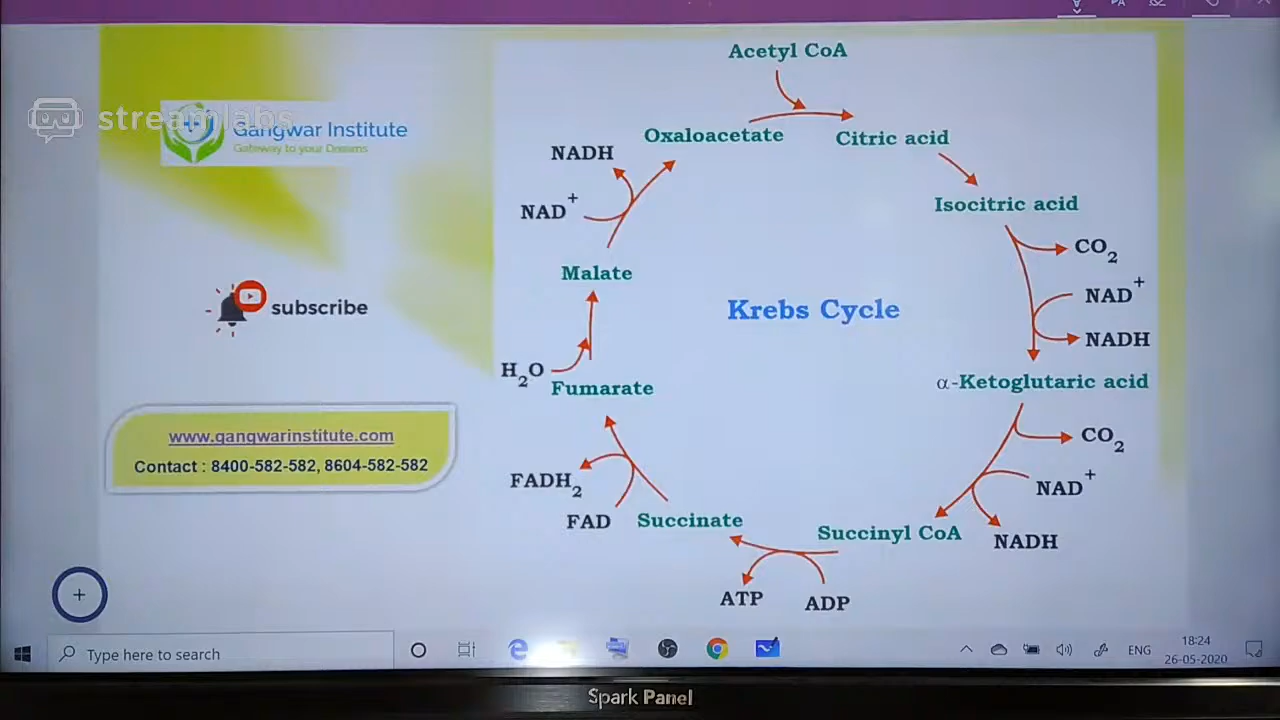 streamlabs
Gangwar Institute
Gateway to your Dreams
subscribe
www.gangwarinstitute.com
Contact : 8400-582-582, 8604-582-582
Acetyl CoA
Oxaloacetate
Citric acid
NADH
NAD+
Isocitric acid
CO2
NAD+
NADH
Malate
Krebs Cycle
H2O
Fumarate
α-Ketoglutaric acid
CO2
NAD+
NADH
FADH2
FAD
Succinate
Succinyl CoA
ATP
ADP
Type here to search
ENG
18:24
26-05-2020
Spark Panel